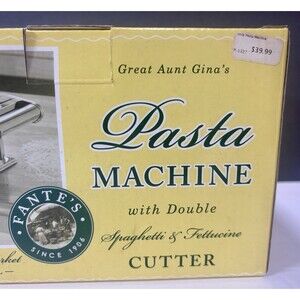 $39.99
Great Aunt Gina's
Pasta
MACHINE
with Double
Spaghetti & Fettucine
CUTTER
FANTE'S
SINCE 1906